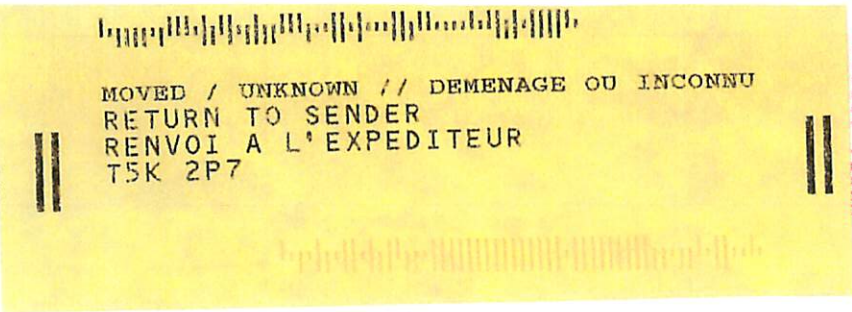 MOVED / UNKNOWN // DEMENAGE OU INCONNU
RETURN TO SENDER
RENVOI A L'EXPEDITEUR
T5K 2P7